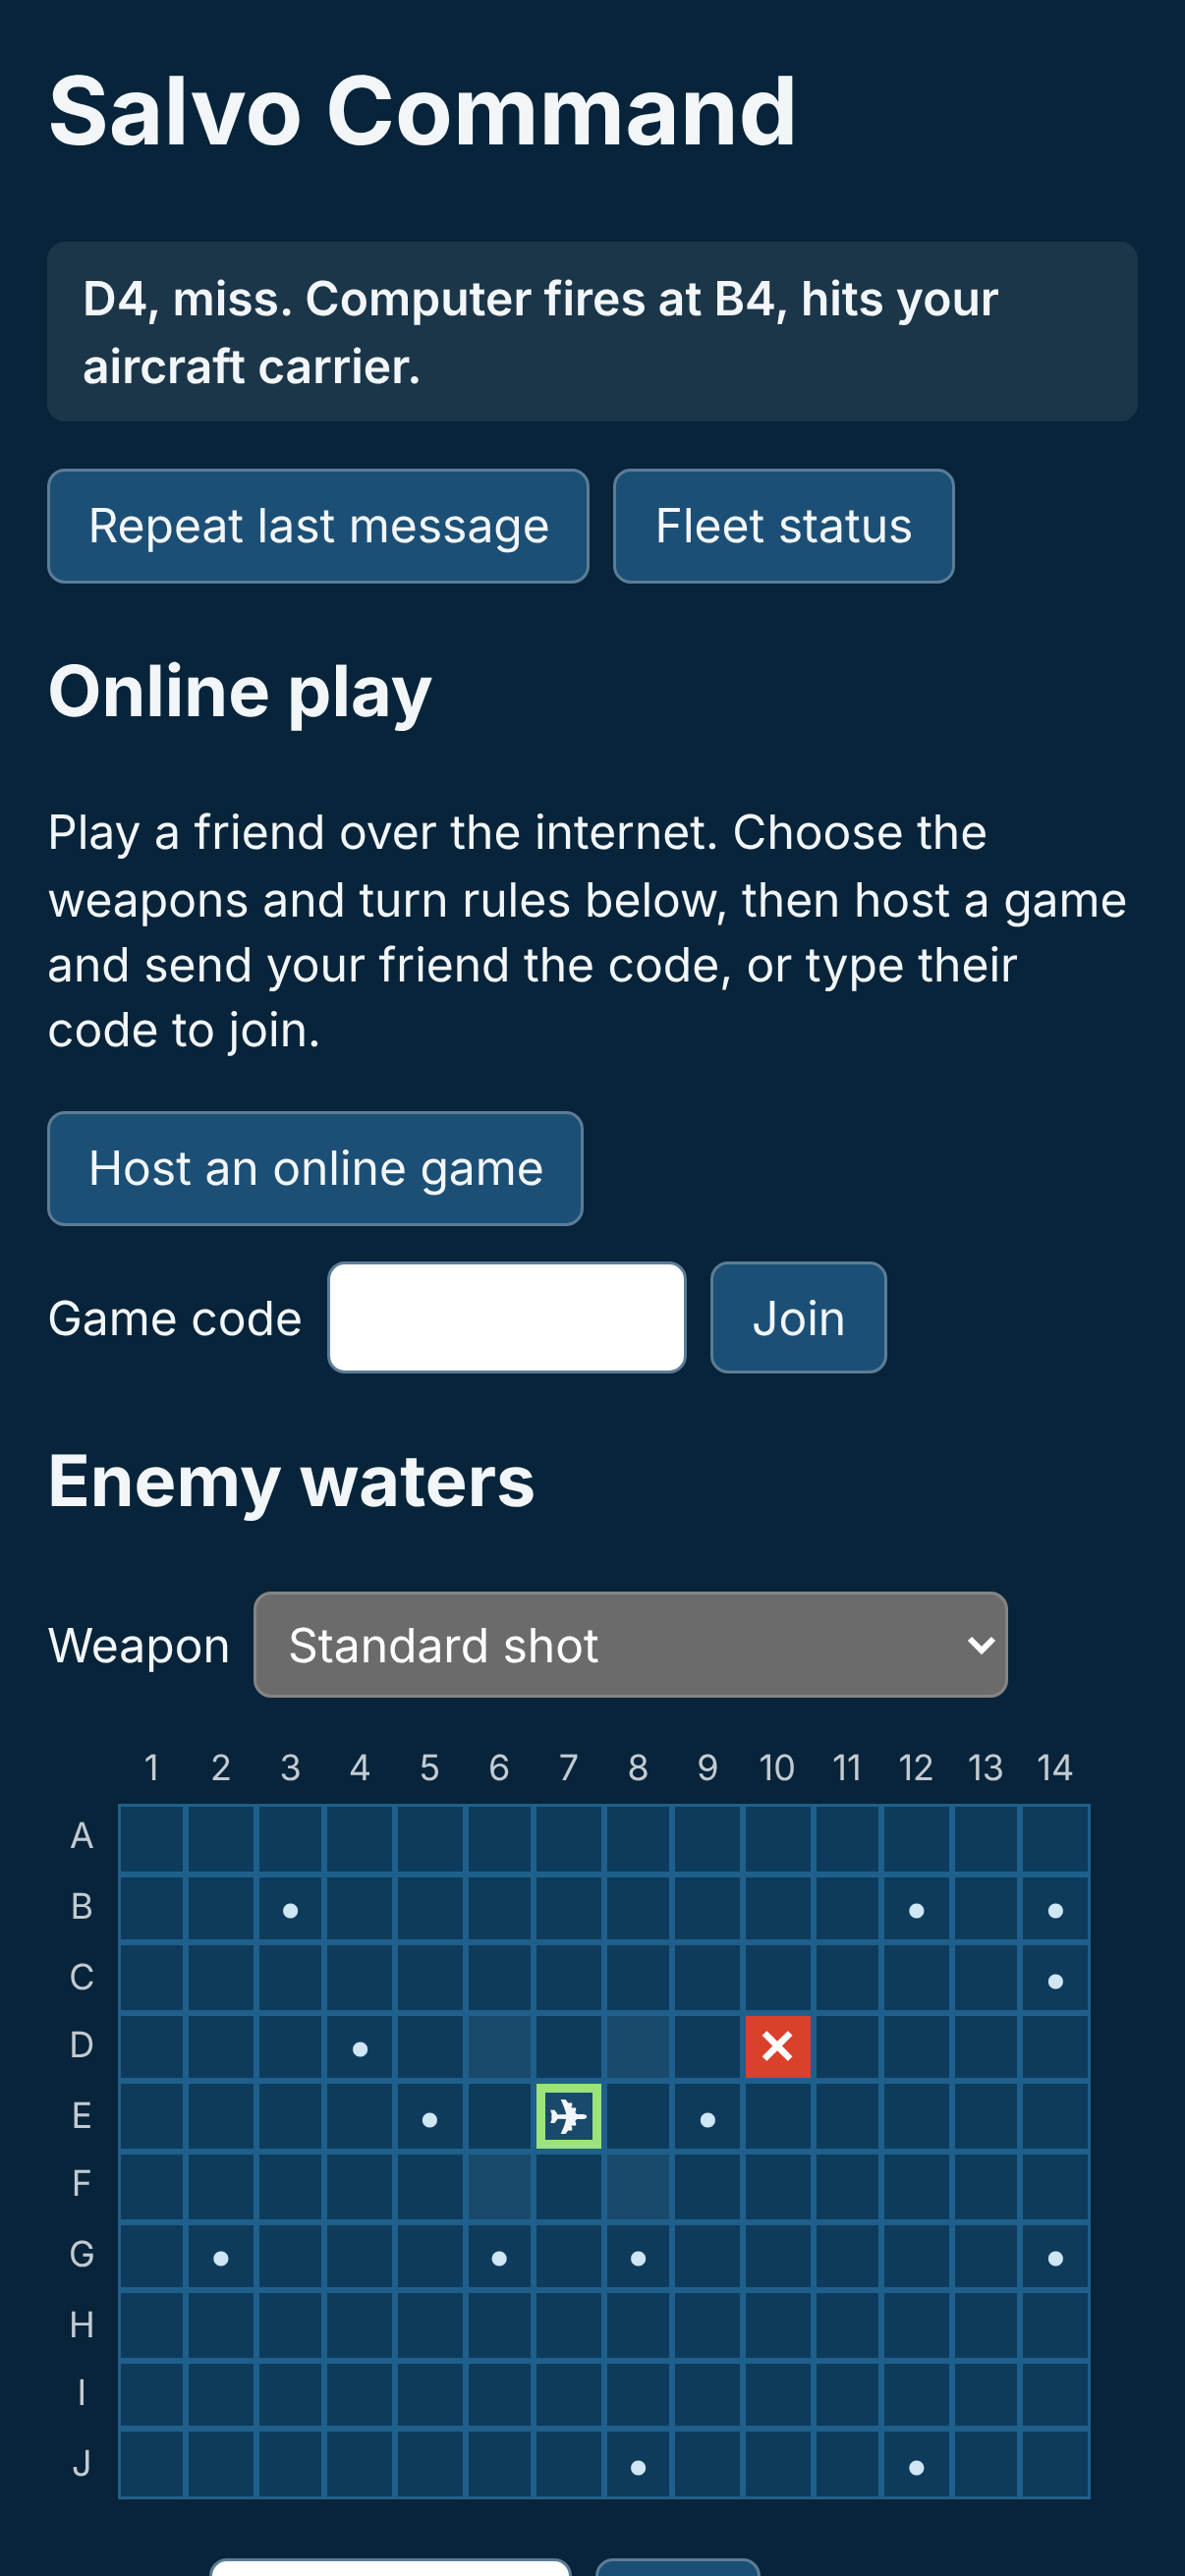 Salvo Command
D4, miss. Computer fires at B4, hits your
aircraft carrier.
Repeat last message
Fleet status
Online play
Play a friend over the internet. Choose the
weapons and turn rules below, then host a game
and send your friend the code, or type their
code to join.
Host an online game
Game code
Join
Enemy waters
Weapon
Standard shot
1 2 3 4 5 6 7 8 9 10 11 12 13 14
A
B
C
D
E
F
G
H
I
J